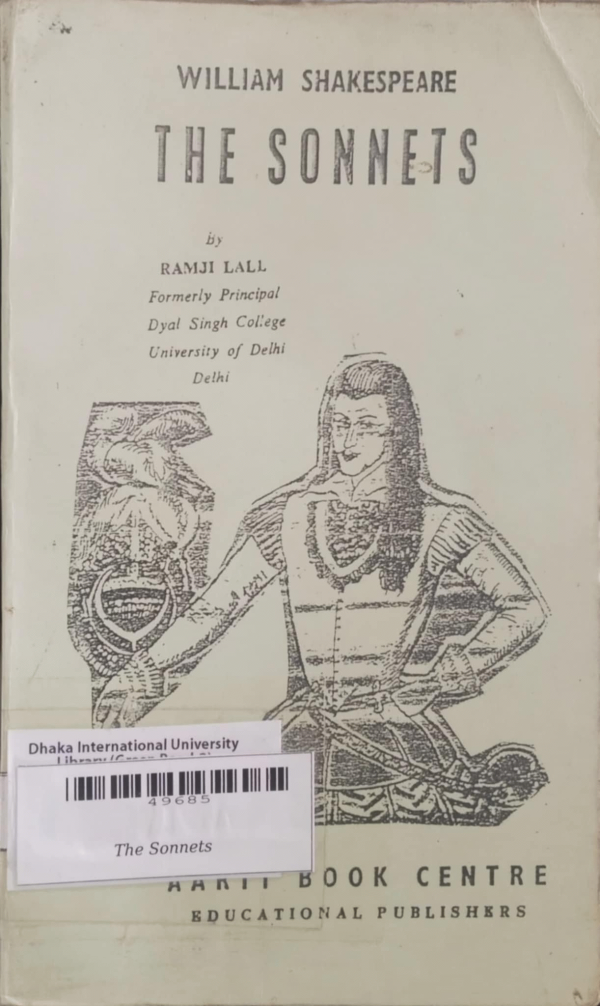 WILLIAM SHAKESPEARE
THE SONNETS
By
RAMJI LALL
Formerly Principal
Dyal Singh College
University of Delhi
Delhi
Dhaka International University
49685
The Sonnets
BOOK CENTRE
EDUCATIONAL PUBLISHERS